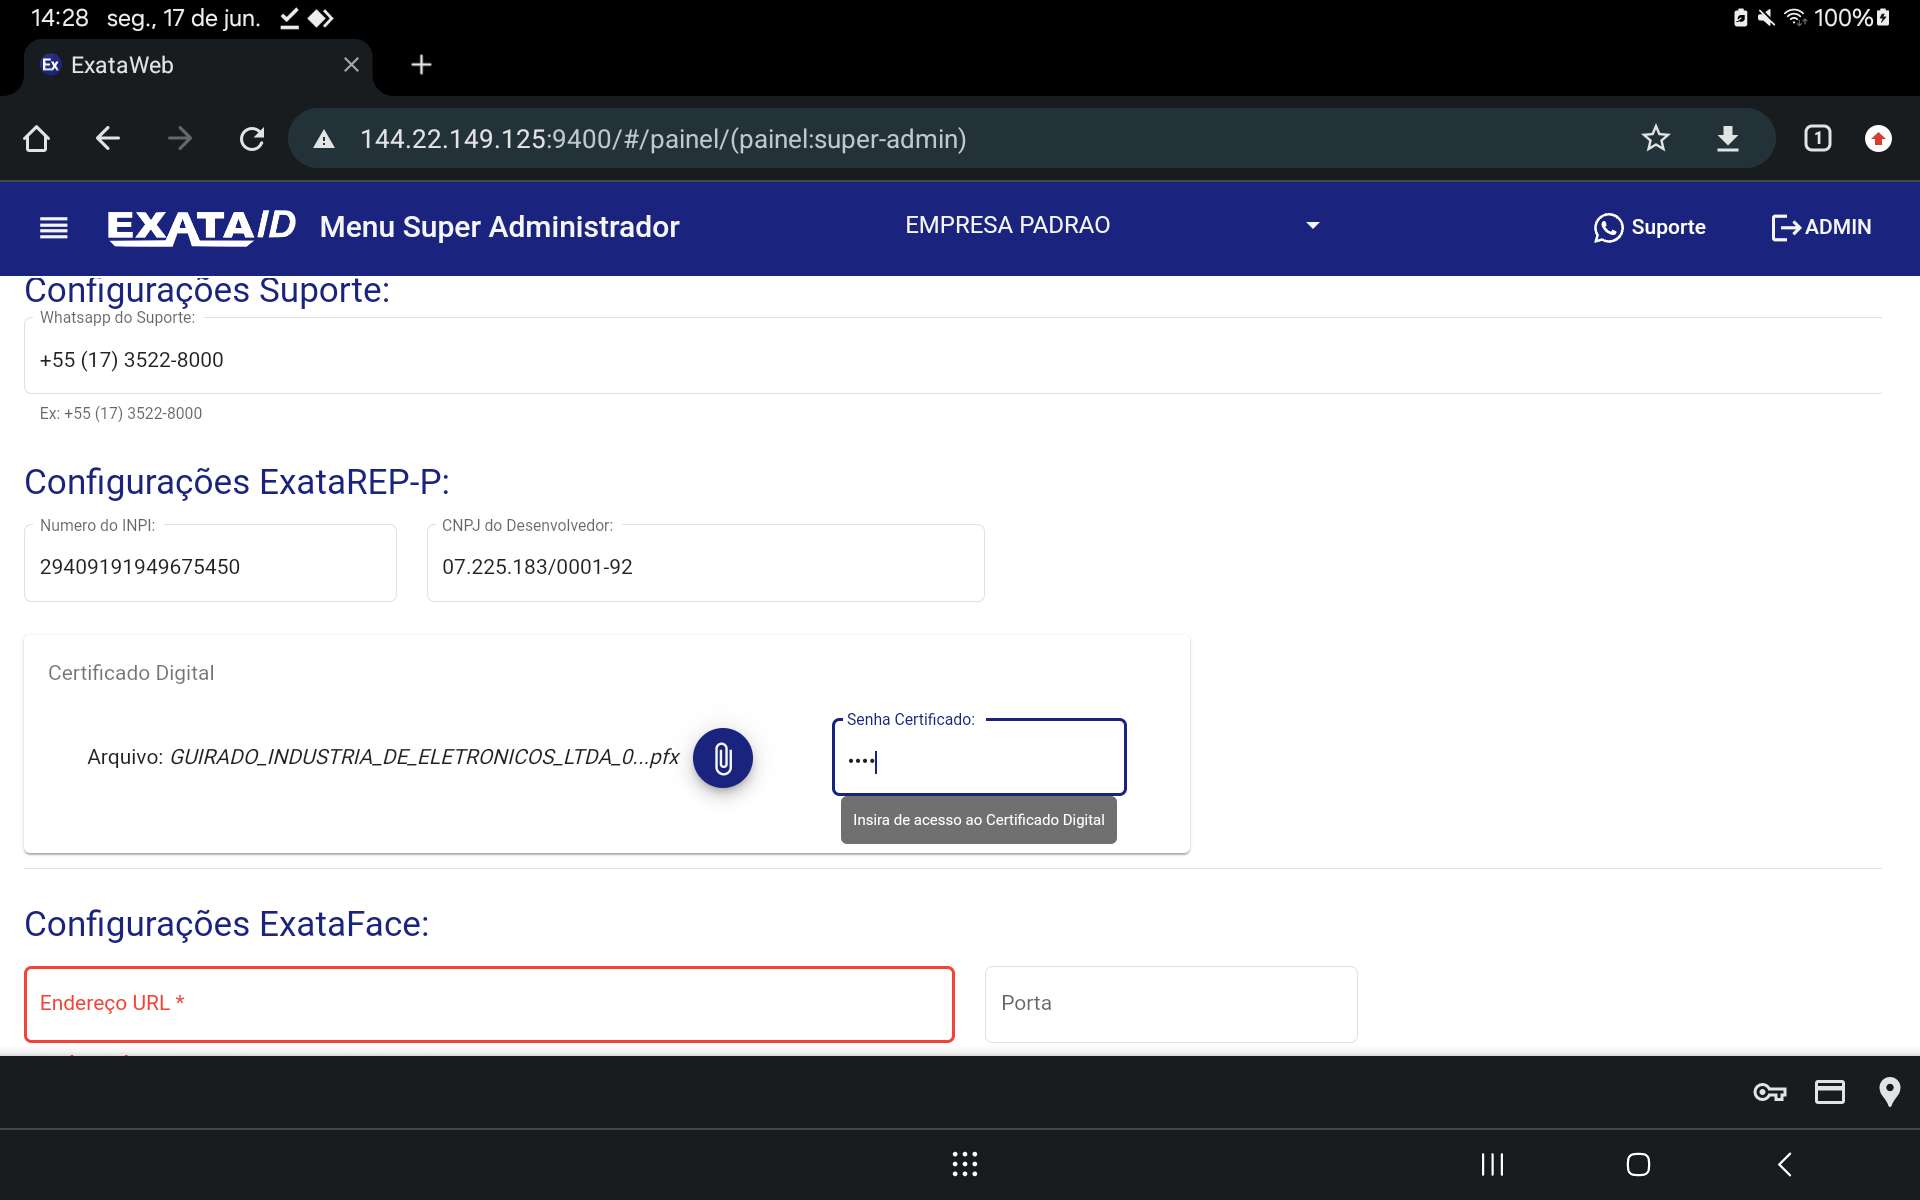 14:28 seg., 17 de jun. 100%
Ex ExataWeb
144.22.149.125:9400/#/painel/(painel:super-admin) 1
EXATA ID Menu Super Administrador EMPRESA PADRAO Suporte ADMIN
Configurações Suporte:
Whatsapp do Suporte:
+55 (17) 3522-8000
Ex: +55 (17) 3522-8000
Configurações ExataREP-P:
Numero do INPI: CNPJ do Desenvolvedor:
29409191949675450 07.225.183/0001-92
Certificado Digital
Senha Certificado:
Arquivo: GUIRADO_INDUSTRIA_DE_ELETRONICOS_LTDA_0...pfx ••••
Insira de acesso ao Certificado Digital
Configurações ExataFace:
Endereço URL * Porta